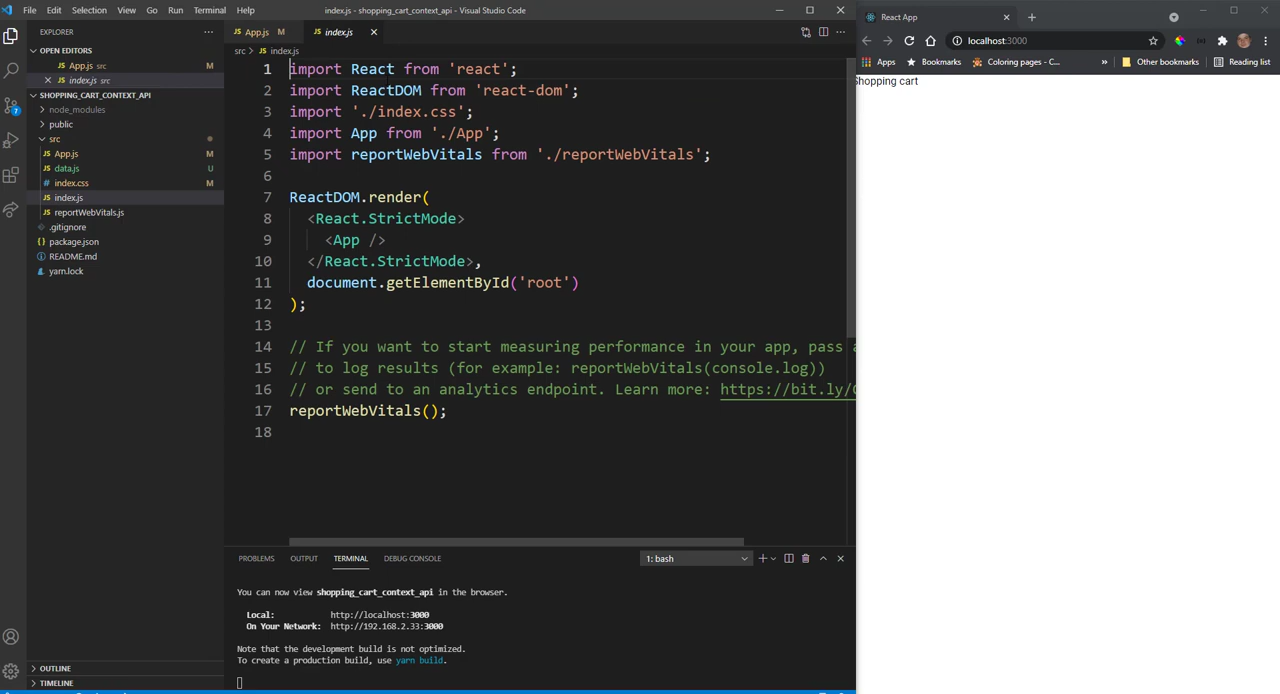 File Edit Selection View Go Run Terminal Help
index.js - shopping_cart_context_api - Visual Studio Code
EXPLORER
OPEN EDITORS
App.js src M
index.js src
SHOPPING_CART_CONTEXT_API
node_modules
public
src
App.js M
data.js U
index.css M
index.js
reportWebVitals.js
.gitignore
package.json
README.md
yarn.lock
OUTLINE
TIMELINE
App.js M index.js
src > index.js
1 import React from 'react';
2 import ReactDOM from 'react-dom';
3 import './index.css';
4 import App from './App';
5 import reportWebVitals from './reportWebVitals';
6
7 ReactDOM.render(
8 <React.StrictMode>
9 <App />
10 </React.StrictMode>,
11 document.getElementById('root')
12 );
13
14 // If you want to start measuring performance in your app, pass a
15 // to log results (for example: reportWebVitals(console.log))
16 // or send to an analytics endpoint. Learn more: https://bit.ly/C
17 reportWebVitals();
18
PROBLEMS OUTPUT TERMINAL DEBUG CONSOLE
1: bash
You can now view shopping_cart_context_api in the browser.
Local: http://localhost:3000
On Your Network: http://192.168.2.33:3000
Note that the development build is not optimized.
To create a production build, use yarn build.
React App
localhost:3000
Apps Bookmarks Coloring pages - C... » Other bookmarks Reading list
Shopping cart